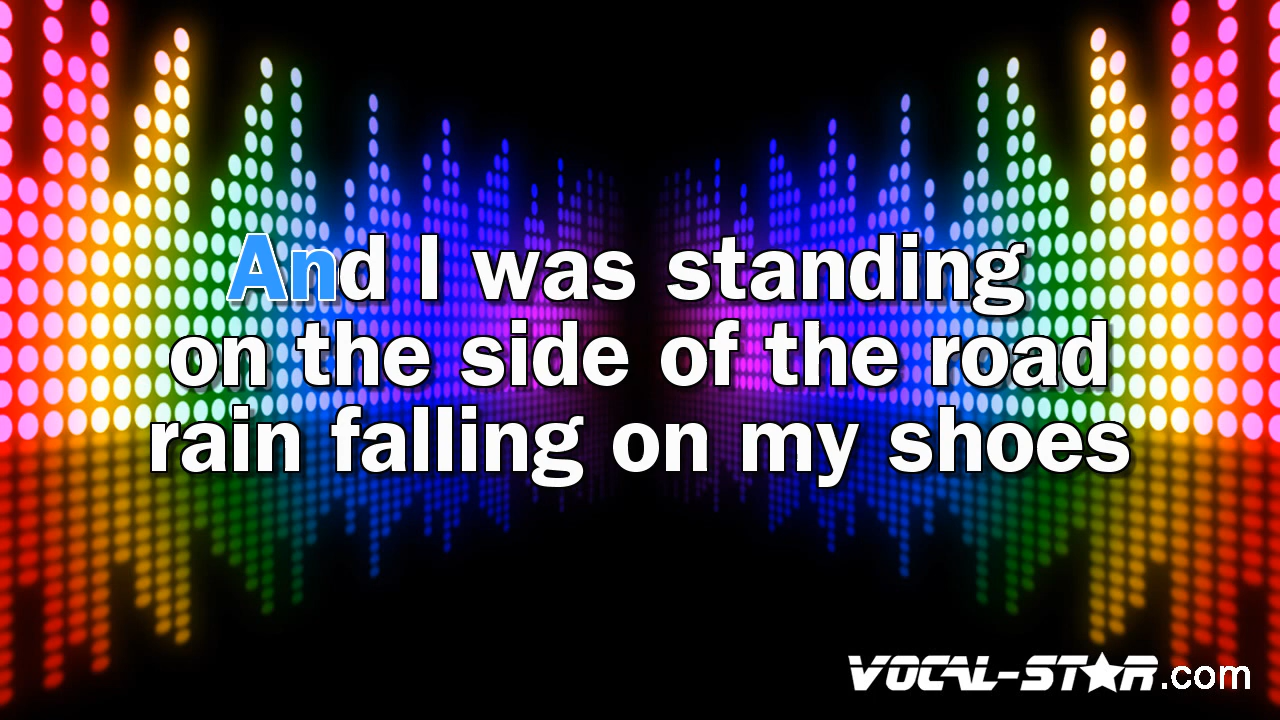 And I was standing
on the side of the road
rain falling on my shoes
VOCAL-STAR.com